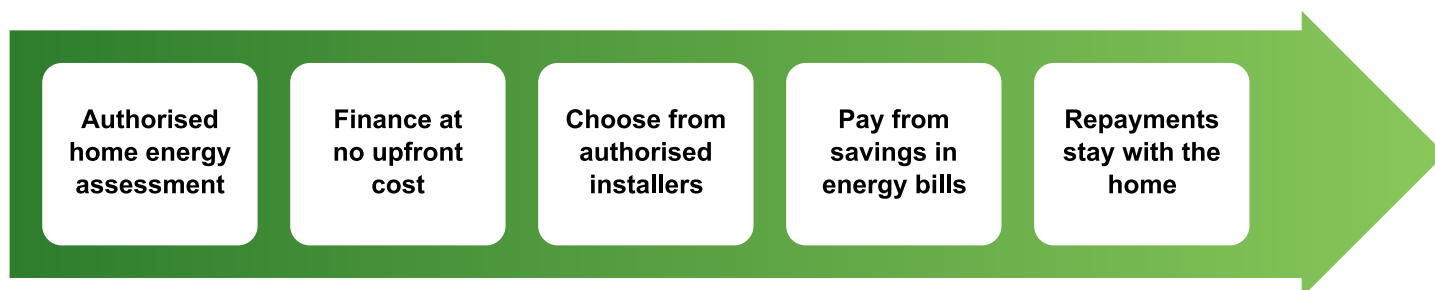 Authorised
home energy
assessment
Finance at
no upfront
cost
Choose from
authorised
installers
Pay from
savings in
energy bills
Repayments
stay with the
home